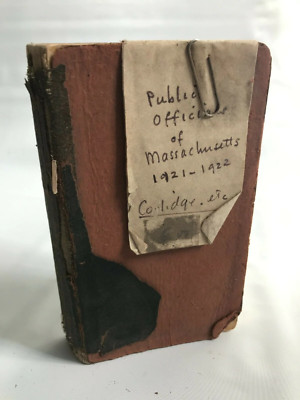 Public
Officials
of
Massachusetts
1921-1922
Coolidge. etc